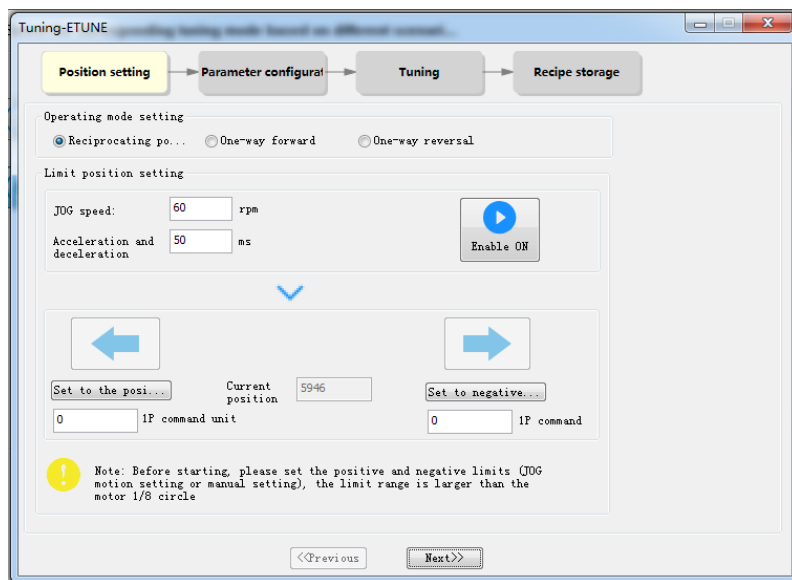 Tuning-ETUNE
Position setting
Parameter configurat
Tuning
Recipe storage
Operating mode setting
Reciprocating po...
One-way forward
One-way reversal
Limit position setting
JOG speed:
60
rpm
Acceleration and
deceleration
50
ms
Enable ON
Set to the posi...
Current
position
5946
Set to negative...
0
1P command unit
0
1P command
Note: Before starting, please set the positive and negative limits (JOG
motion setting or manual setting), the limit range is larger than the
motor 1/8 circle
<<Previous
Next>>